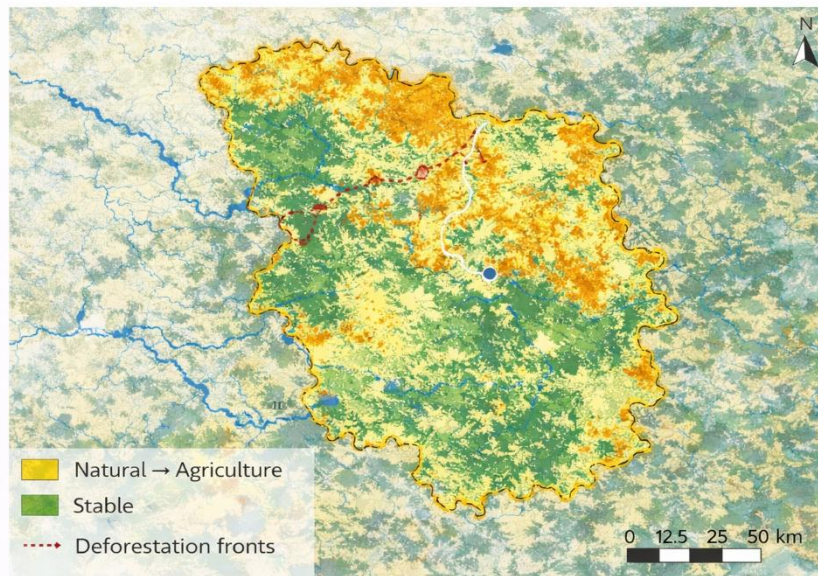 N
Natural → Agriculture
Stable
Deforestation fronts
0 12.5 25 50 km